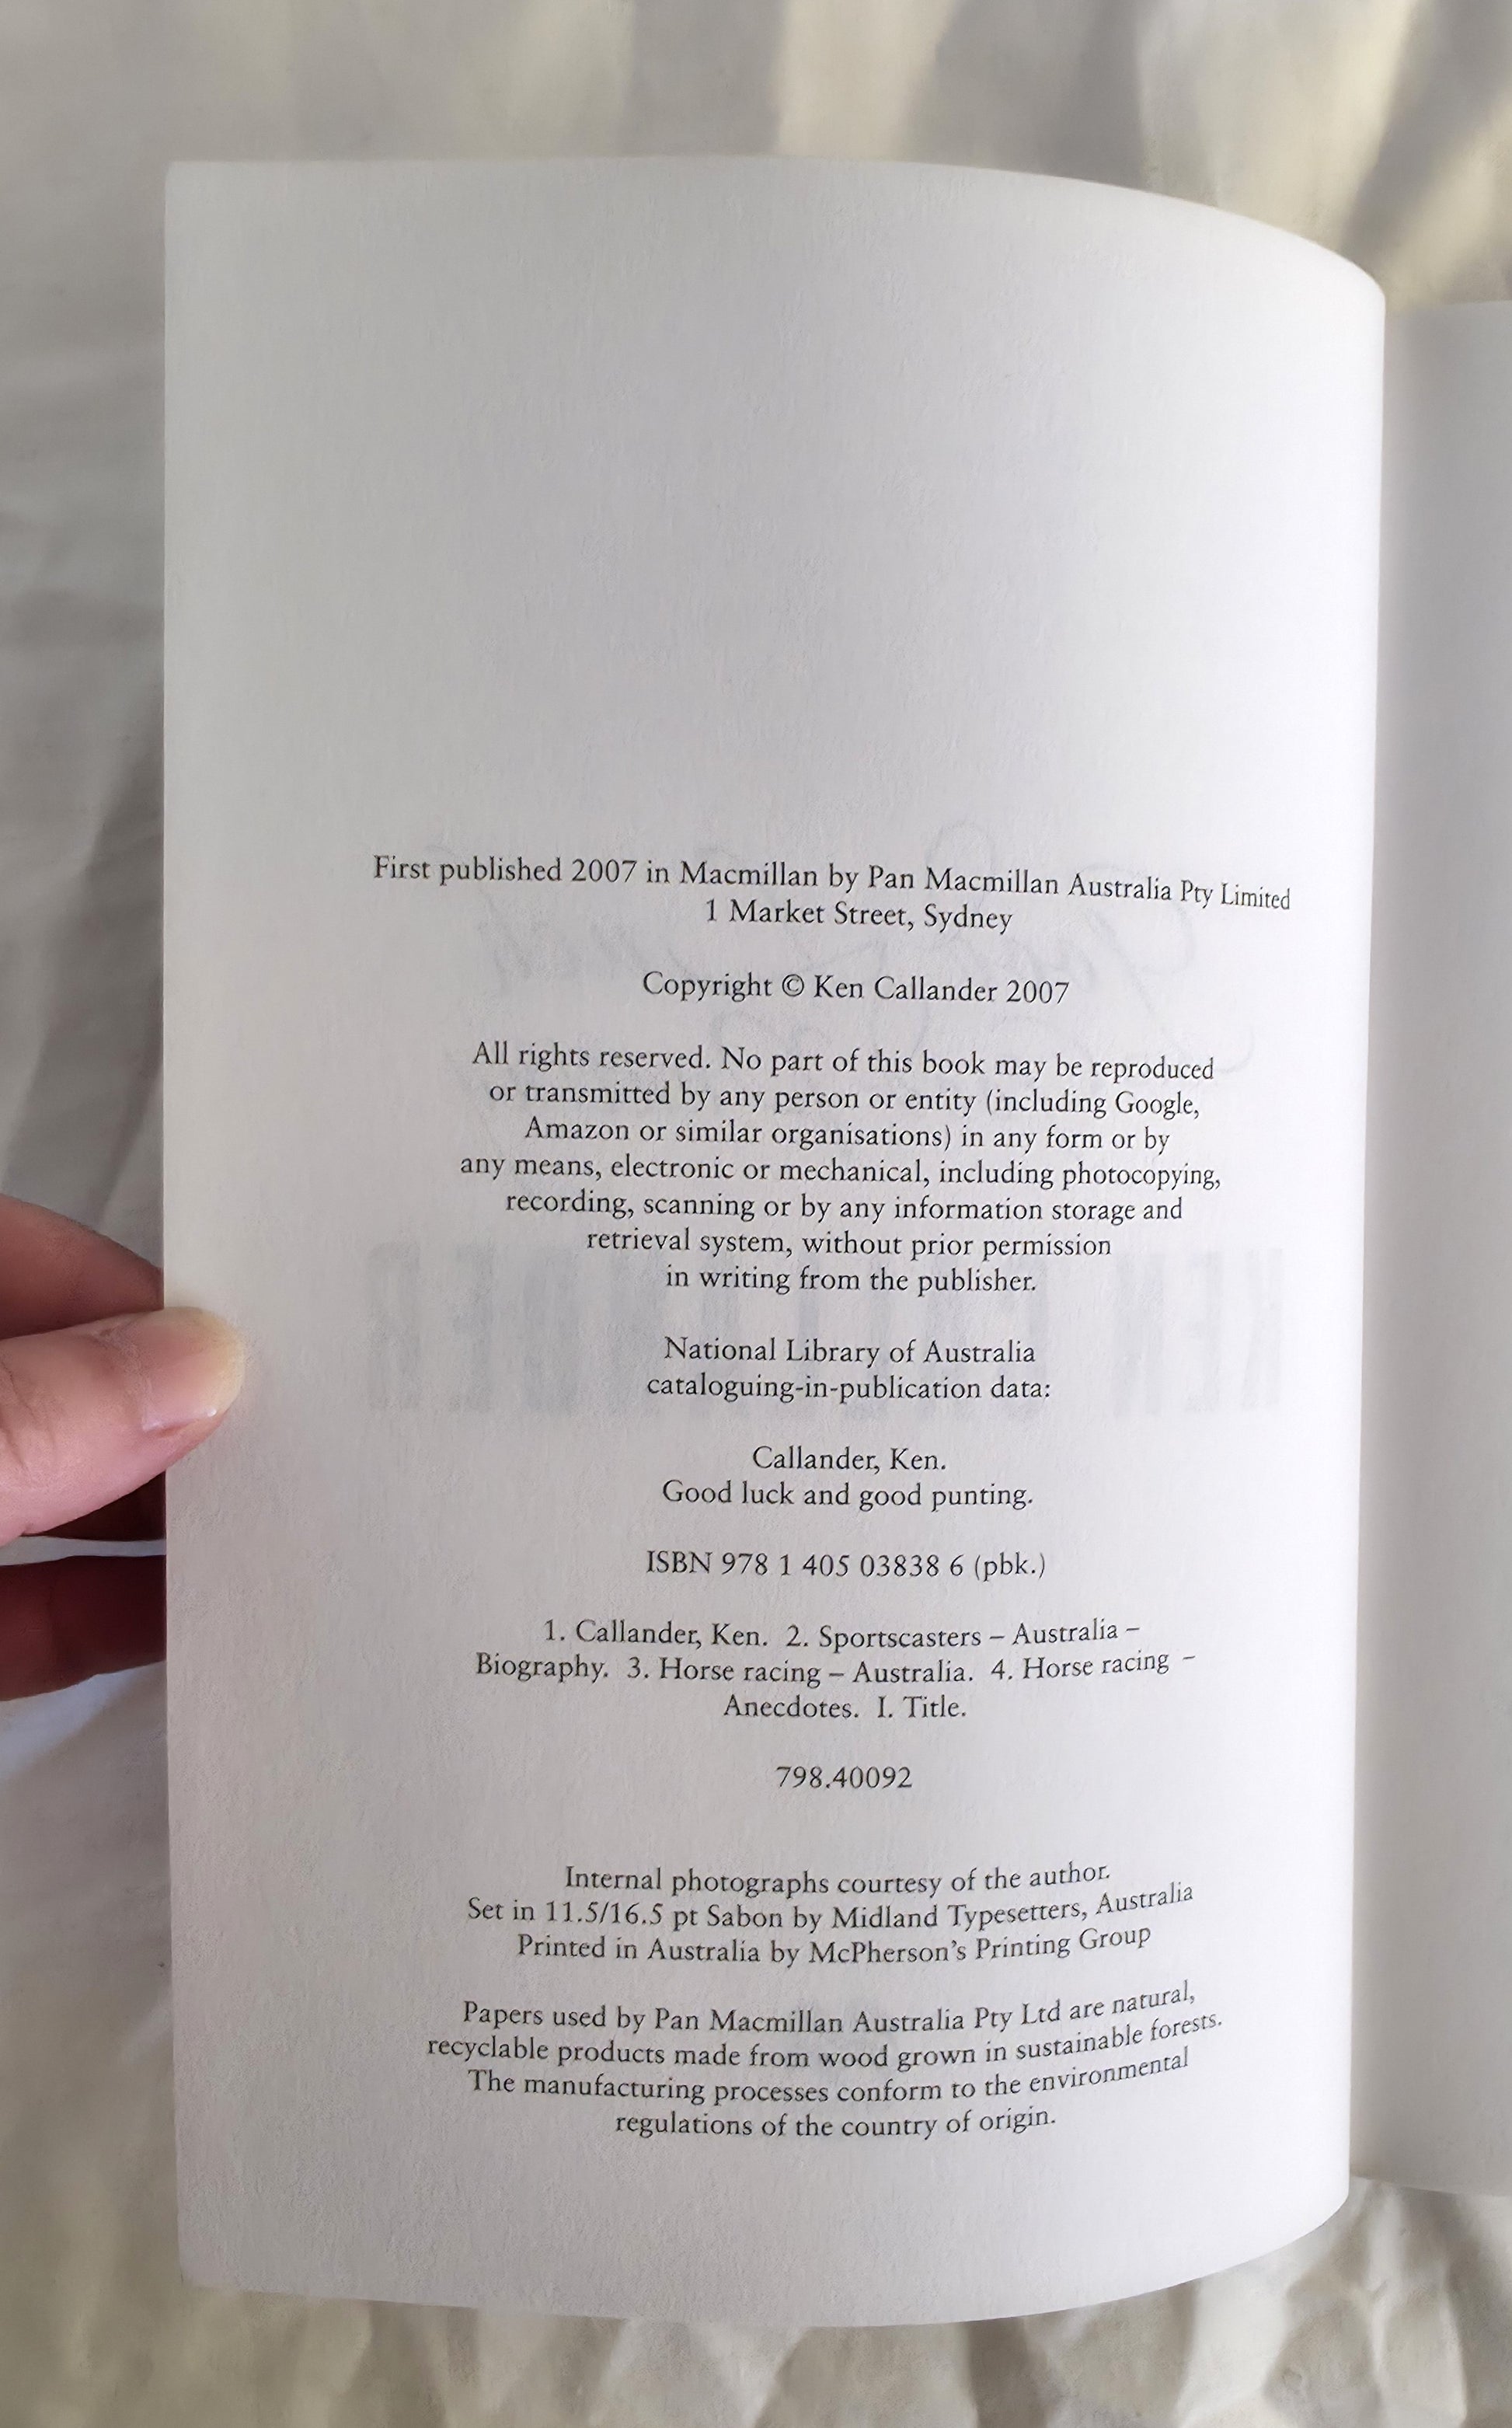 First published 2007 in Macmillan by Pan Macmillan Australia Pty Limited
1 Market Street, Sydney
Copyright © Ken Callander 2007
All rights reserved. No part of this book may be reproduced
or transmitted by any person or entity (including Google,
Amazon or similar organisations) in any form or by
any means, electronic or mechanical, including photocopying,
recording, scanning or by any information storage and
retrieval system, without prior permission
in writing from the publisher.
National Library of Australia
cataloguing-in-publication data:
Callander, Ken.
Good luck and good punting.
ISBN 978 1 405 03838 6 (pbk.)
1. Callander, Ken. 2. Sportscasters – Australia –
Biography. 3. Horse racing – Australia. 4. Horse racing –
Anecdotes. I. Title.
798.40092
Internal photographs courtesy of the author.
Set in 11.5/16.5 pt Sabon by Midland Typesetters, Australia
Printed in Australia by McPherson's Printing Group
Papers used by Pan Macmillan Australia Pty Ltd are natural,
recyclable products made from wood grown in sustainable forests.
The manufacturing processes conform to the environmental
regulations of the country of origin.